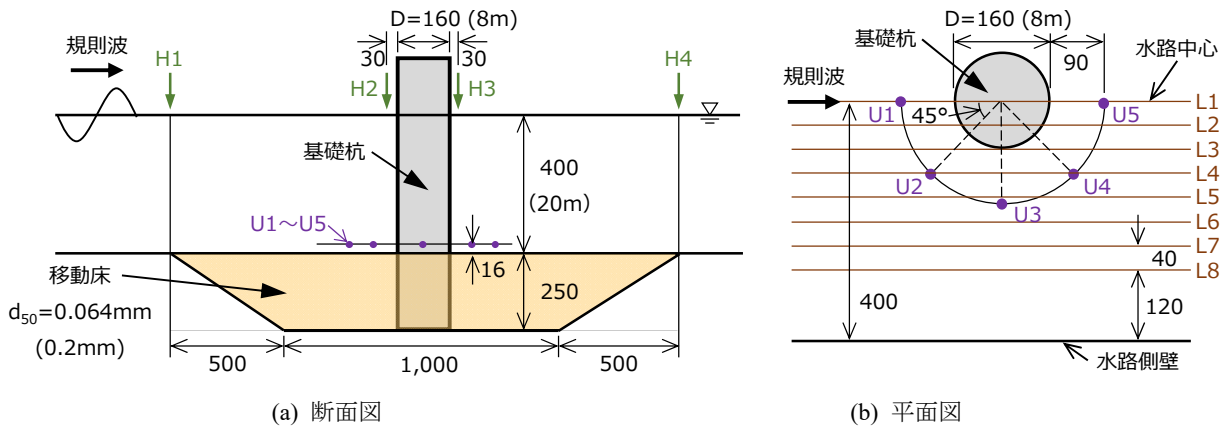 D=160 (8m)
規則波
30
30
H1
H2
H3
H4
基礎杭
400
(20m)
U1～U5
16
移動床
d50=0.064mm
(0.2mm)
250
500
1,000
500
(a) 断面図
D=160 (8m)
基礎杭
90
水路中心
規則波
U1
45°
U5
L1
L2
L3
L4
U2
U4
L5
U3
L6
L7
40
L8
400
120
水路側壁
(b) 平面図